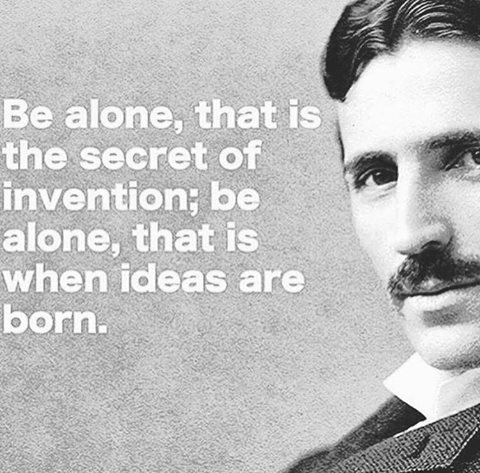 Be alone, that is
the secret of
invention; be
alone, that is
when ideas are
born.